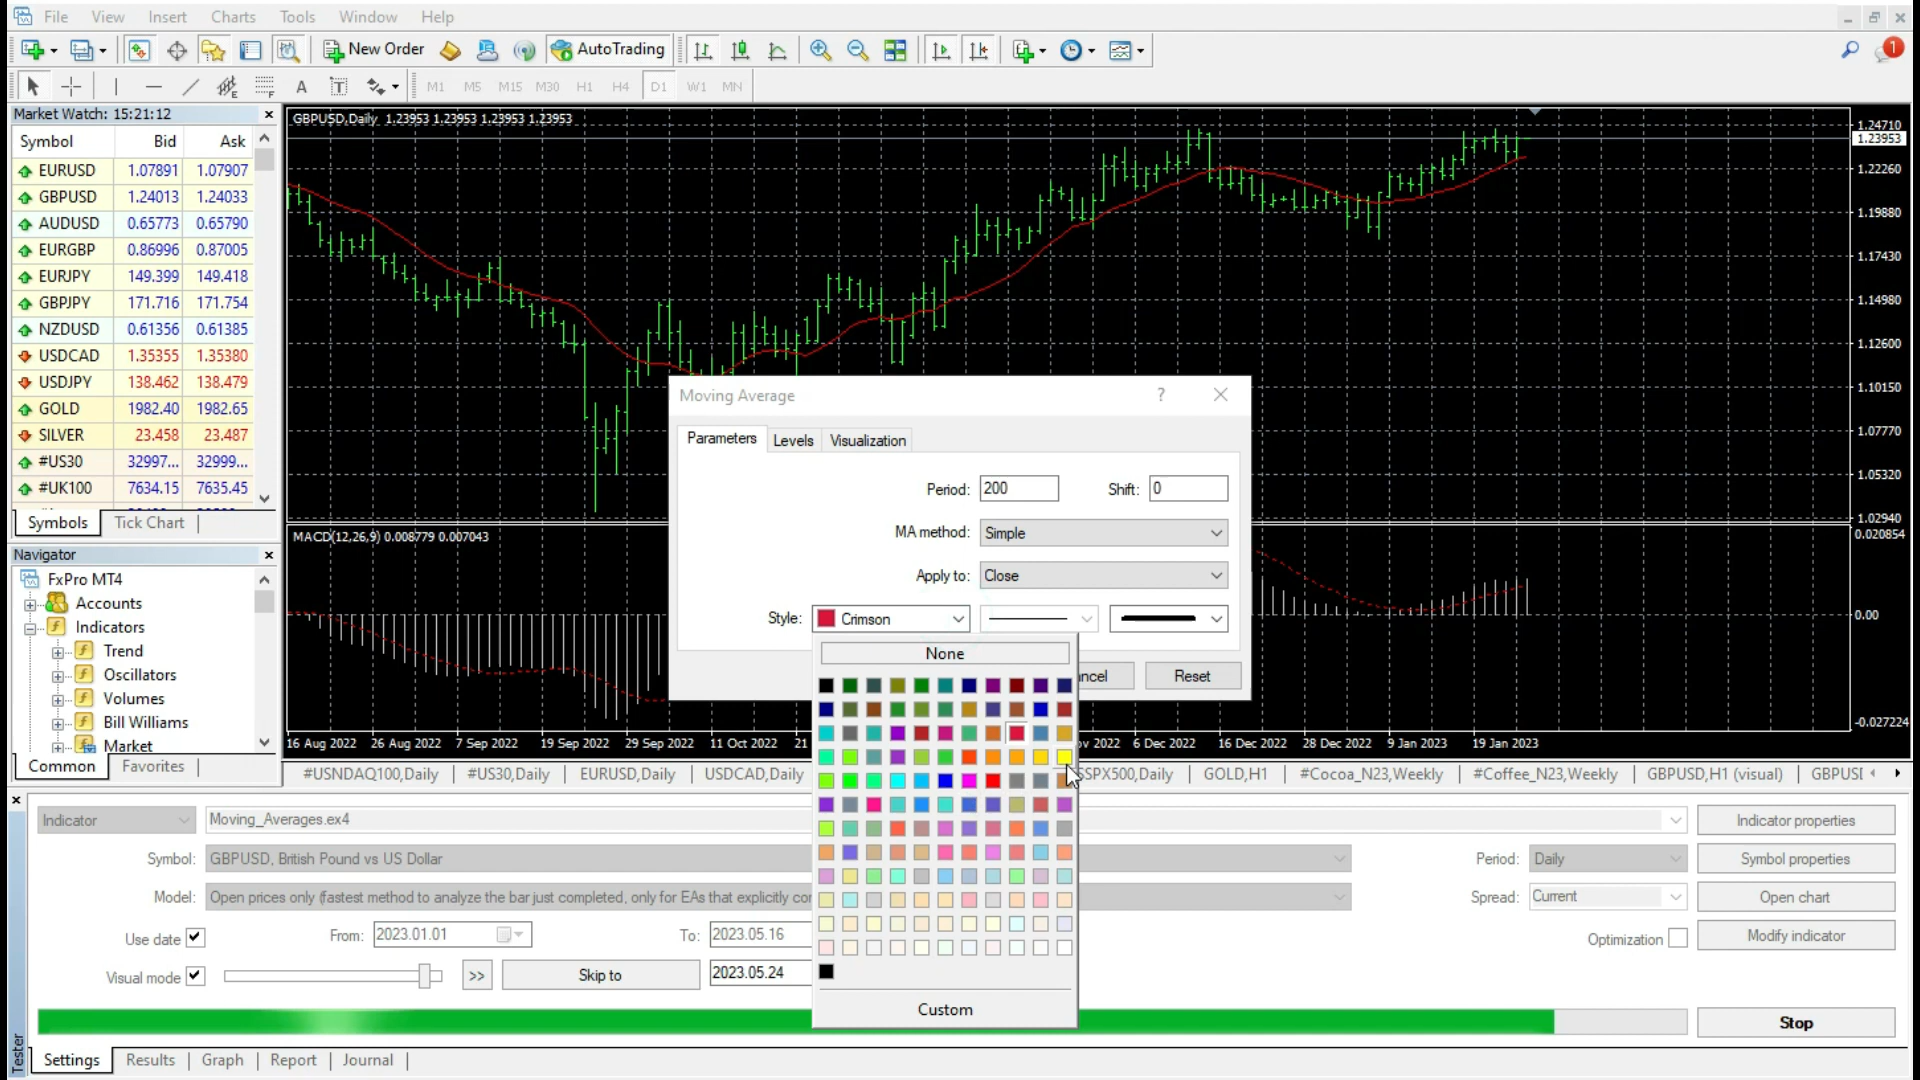 File View Insert Charts Tools Window Help
New Order AutoTrading 1
A T M1 M5 M15 M30 H1 H4 D1 W1 MN
Market Watch: 15:21:12
Symbol Bid Ask
EURUSD 1.07891 1.07907
GBPUSD 1.24013 1.24033
AUDUSD 0.65773 0.65790
EURGBP 0.86996 0.87005
EURJPY 149.399 149.418
GBPJPY 171.716 171.754
NZDUSD 0.61356 0.61385
USDCAD 1.35355 1.35380
USDJPY 138.462 138.479
GOLD 1982.40 1982.65
SILVER 23.458 23.487
#US30 32997... 32999...
#UK100 7634.15 7635.45
Symbols Tick Chart
Navigator
FxPro MT4
Accounts
Indicators
Trend
Oscillators
Volumes
Bill Williams
Market
Common Favorites
GBPUSD,Daily 1.23953 1.23953 1.23953 1.23953
1.24710
1.23953
1.22260
1.19880
1.17430
1.14980
1.12600
1.10150
1.07770
1.05320
1.02940
MACD(12,26,9) 0.008779 0.007043
0.020854
0.00
-0.027224
16 Aug 2022 26 Aug 2022 7 Sep 2022 19 Sep 2022 29 Sep 2022 11 Oct 2022 21 ov 2022 6 Dec 2022 16 Dec 2022 28 Dec 2022 9 Jan 2023 19 Jan 2023
Moving Average ?
Parameters Levels Visualization
Period: 200 Shift: 0
MA method: Simple
Apply to: Close
Style: Crimson
None
ncel Reset
Custom
#USNDAQ100,Daily #US30,Daily EURUSD,Daily USDCAD,Daily SPX500,Daily GOLD,H1 #Cocoa_N23,Weekly #Coffee_N23,Weekly GBPUSD,H1 (visual) GBPUSI
Indicator Moving_Averages.ex4 Indicator properties
Symbol: GBPUSD, British Pound vs US Dollar Period: Daily Symbol properties
Model: Open prices only (fastest method to analyze the bar just completed, only for EAs that explicitly co Spread: Current Open chart
Use date From: 2023.01.01 To: 2023.05.16 Optimization Modify indicator
Visual mode >> Skip to 2023.05.24
Stop
Tester
Settings Results Graph Report Journal